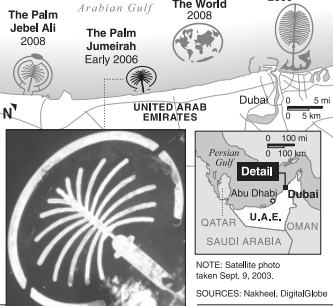 The Palm
Jebel Ali
2008
Arabian Gulf
The Palm
Jumeirah
Early 2006
The World
2008
UNITED ARAB
EMIRATES
Dubai
0 5 mi
0 5 km
N
0 100 mi
0 100 km
Persian
Gulf
Detail
Abu Dhabi
Dubai
U.A.E.
QATAR
OMAN
SAUDI ARABIA
NOTE: Satellite photo
taken Sept. 9, 2003.
SOURCES: Nakheel, DigitalGlobe